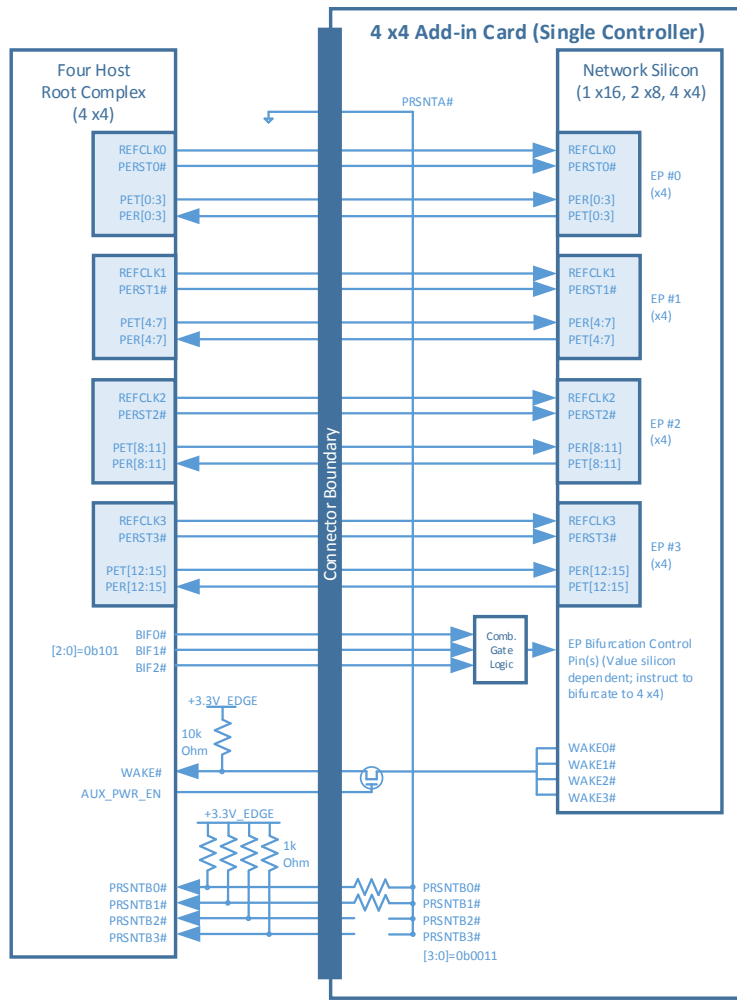 4 x4 Add-in Card (Single Controller)
Four Host
Root Complex
(4 x4)
Network Silicon
(1 x16, 2 x8, 4 x4)
PRSNTA#
REFCLK0
PERST0#
PET[0:3]
PER[0:3]
REFCLK0
PERST0#
PER[0:3]
PET[0:3]
EP #0
(x4)
REFCLK1
PERST1#
PET[4:7]
PER[4:7]
REFCLK1
PERST1#
PER[4:7]
PET[4:7]
EP #1
(x4)
REFCLK2
PERST2#
PET[8:11]
PER[8:11]
REFCLK2
PERST2#
PER[8:11]
PET[8:11]
EP #2
(x4)
REFCLK3
PERST3#
PET[12:15]
PER[12:15]
REFCLK3
PERST3#
PER[12:15]
PET[12:15]
EP #3
(x4)
Connector Boundary
BIF0#
[2:0]=0b101
BIF1#
BIF2#
Comb.
Gate
Logic
EP Bifurcation Control
Pin(s) (Value silicon
dependent; instruct to
bifurcate to 4 x4)
+3.3V_EDGE
10k
Ohm
WAKE#
AUX_PWR_EN
WAKE0#
WAKE1#
WAKE2#
WAKE3#
+3.3V_EDGE
1k
Ohm
PRSNTB0#
PRSNTB1#
PRSNTB2#
PRSNTB3#
PRSNTB0#
PRSNTB1#
PRSNTB2#
PRSNTB3#
[3:0]=0b0011